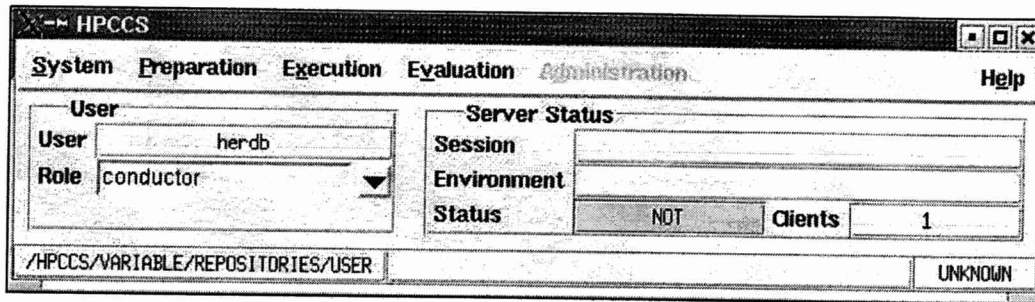 HPCCS
System Preparation Execution Evaluation Administration Help
User Server Status
User herdb Session
Role conductor Environment
Status NOT Clients 1
/HPCCS/VARIABLE/REPOSITORIES/USER UNKNOWN